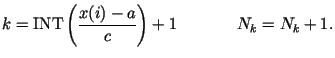 k = INT ( x(i) − a / c ) + 1    N_k = N_k + 1.